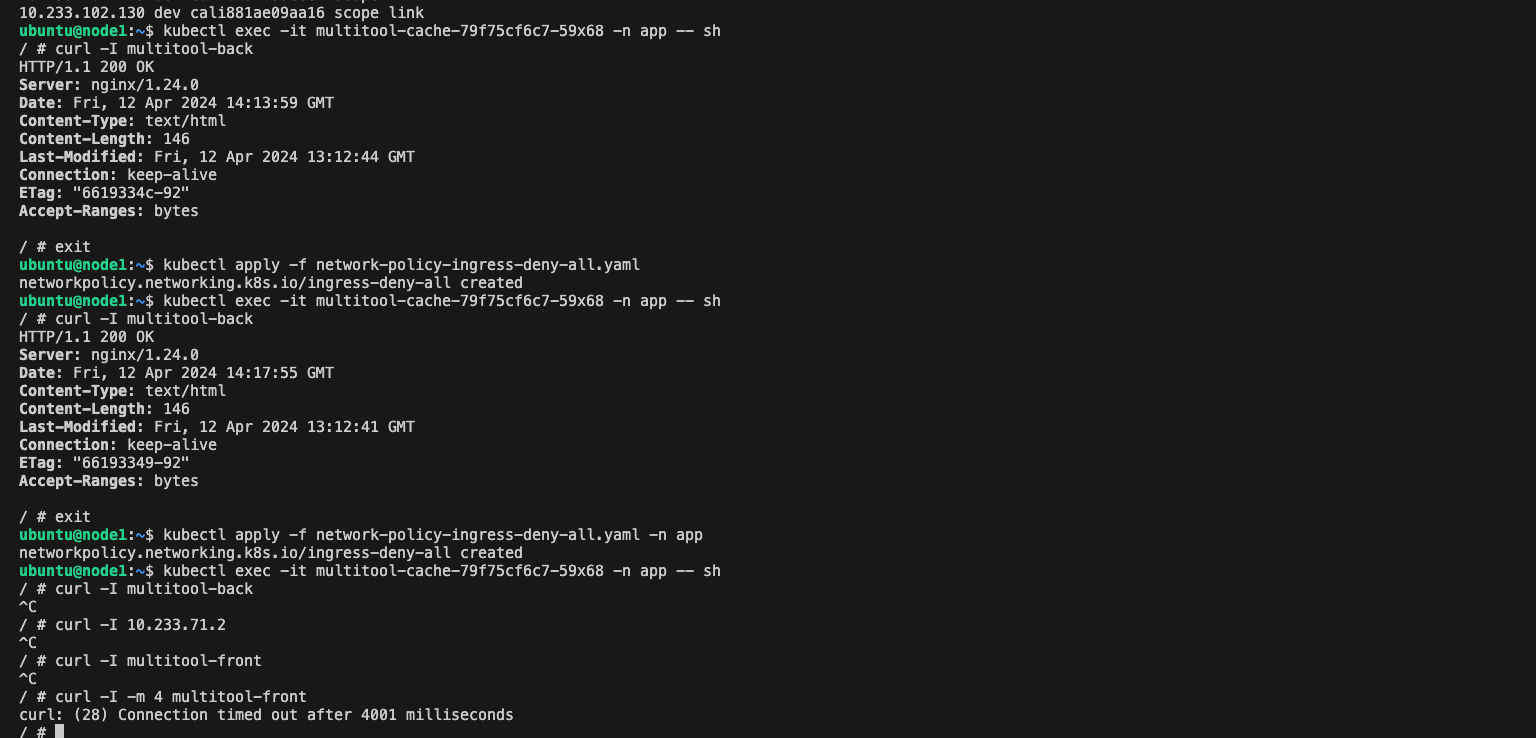 10.233.102.130 dev cali881ae09aa16 scope link
ubuntu@node1:~$ kubectl exec -it multitool-cache-79f75cf6c7-59x68 -n app -- sh
/ # curl -I multitool-back
HTTP/1.1 200 OK
Server: nginx/1.24.0
Date: Fri, 12 Apr 2024 14:13:59 GMT
Content-Type: text/html
Content-Length: 146
Last-Modified: Fri, 12 Apr 2024 13:12:44 GMT
Connection: keep-alive
ETag: "6619334c-92"
Accept-Ranges: bytes

/ # exit
ubuntu@node1:~$ kubectl apply -f network-policy-ingress-deny-all.yaml
networkpolicy.networking.k8s.io/ingress-deny-all created
ubuntu@node1:~$ kubectl exec -it multitool-cache-79f75cf6c7-59x68 -n app -- sh
/ # curl -I multitool-back
HTTP/1.1 200 OK
Server: nginx/1.24.0
Date: Fri, 12 Apr 2024 14:17:55 GMT
Content-Type: text/html
Content-Length: 146
Last-Modified: Fri, 12 Apr 2024 13:12:41 GMT
Connection: keep-alive
ETag: "66193349-92"
Accept-Ranges: bytes

/ # exit
ubuntu@node1:~$ kubectl apply -f network-policy-ingress-deny-all.yaml -n app
networkpolicy.networking.k8s.io/ingress-deny-all created
ubuntu@node1:~$ kubectl exec -it multitool-cache-79f75cf6c7-59x68 -n app -- sh
/ # curl -I multitool-back
^C
/ # curl -I 10.233.71.2
^C
/ # curl -I multitool-front
^C
/ # curl -I -m 4 multitool-front
curl: (28) Connection timed out after 4001 milliseconds
/ #